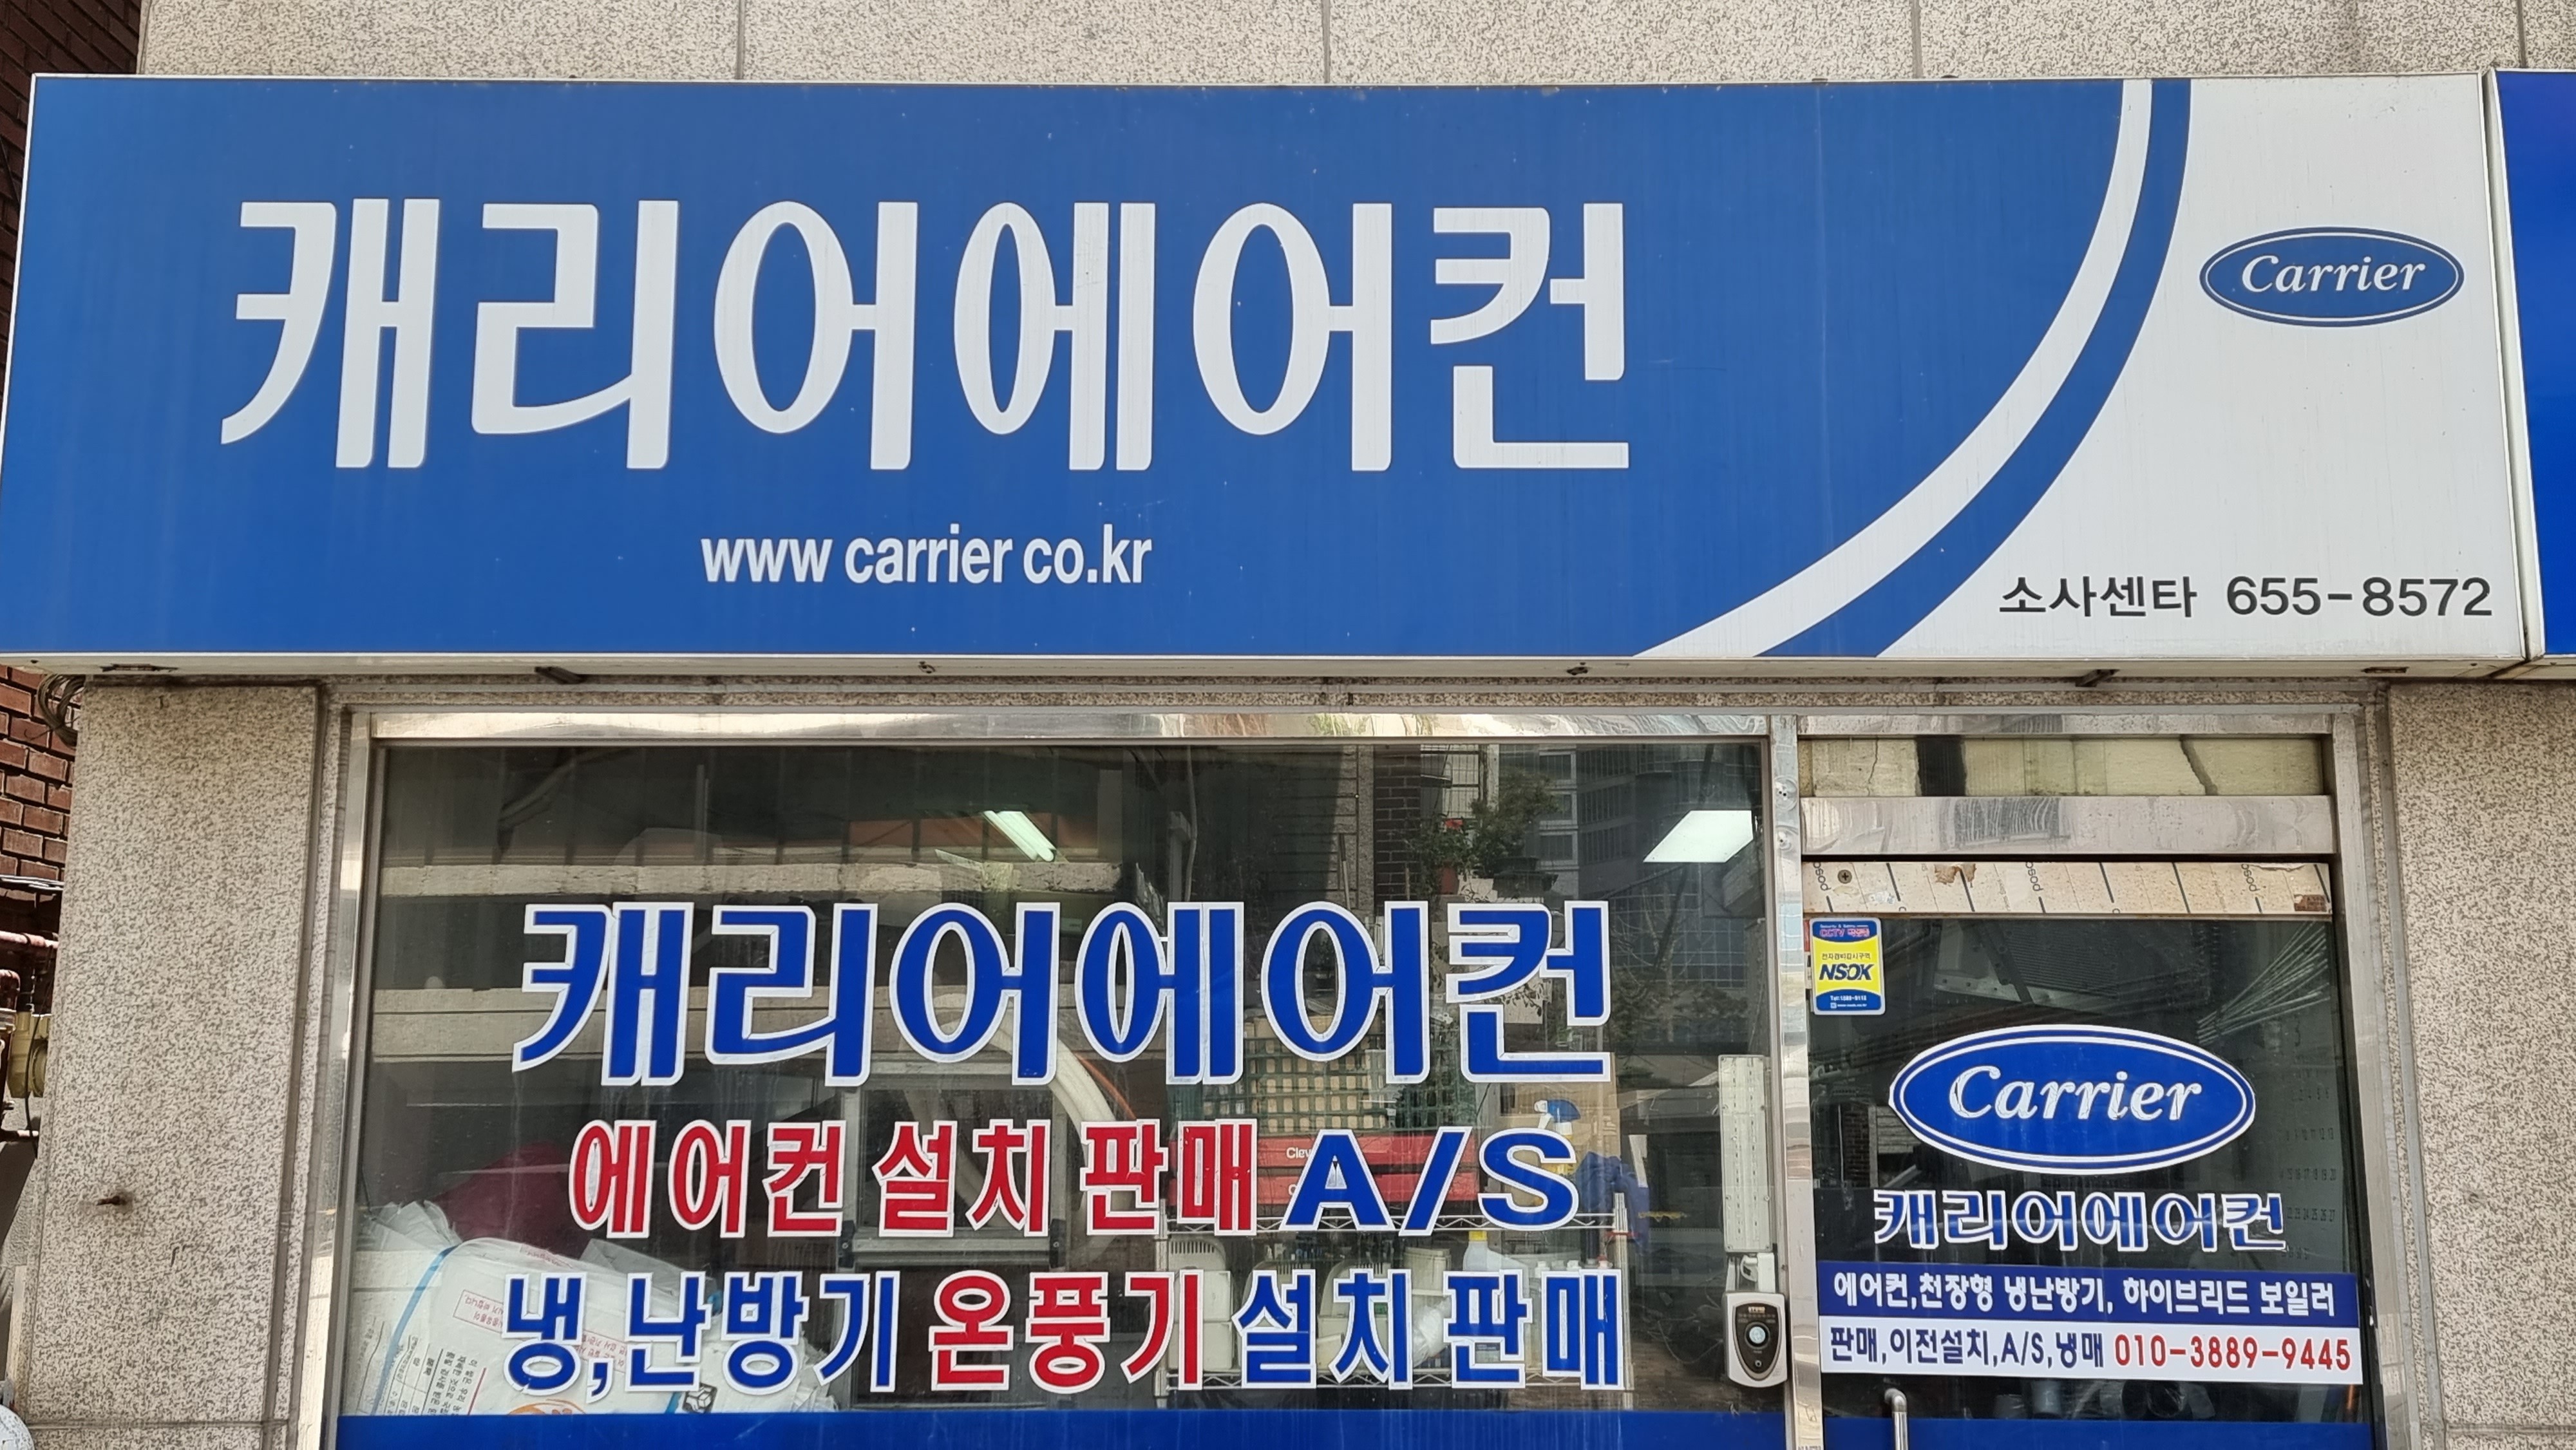 캐리어에어컨
Carrier
www carrier co.kr
소사센타 655-8572
캐리어에어컨
에어컨 설치 판매 A/S
냉,난방기 온풍기 설치 판매
CCTV
NSOK
Carrier
캐리어에어컨
에어컨,천장형 냉난방기, 하이브리드 보일러
판매,이전설치,A/S,냉매 010-3889-9445